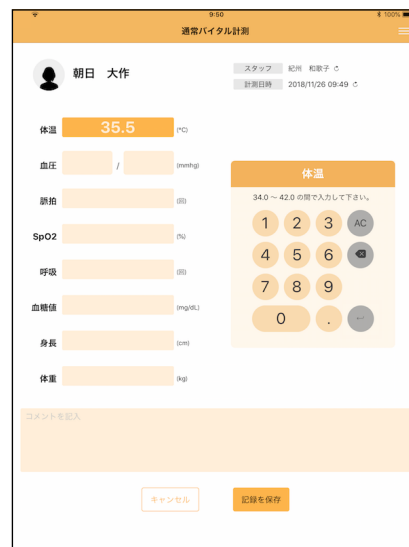 9:50
100%
通常バイタル計測
朝日 大作
スタッフ 紀州 和歌子
計測日時 2018/11/26 09:49
体温 35.5 (℃)
血圧 / (mmhg)
脈拍 (回)
SpO2 (%)
呼吸 (回)
血糖値 (mg/dL)
身長 (cm)
体重 (kg)
体温
34.0 ～ 42.0 の間で入力して下さい。
1 2 3 AC
4 5 6
7 8 9
0 .
コメントを記入
キャンセル 記録を保存